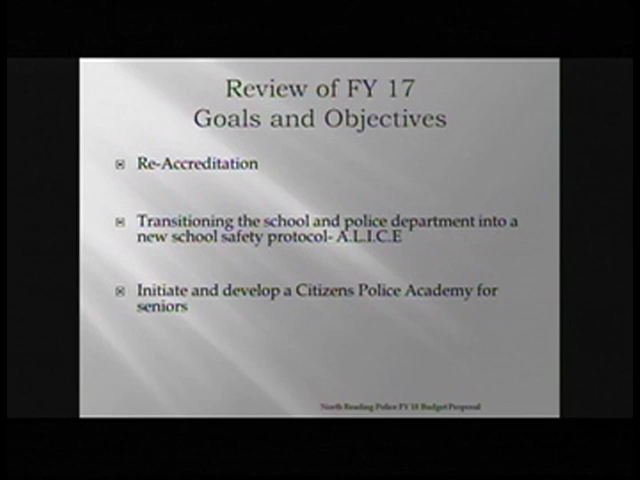 Review of FY 17
Goals and Objectives
Re-Accreditation
Transitioning the school and police department into a
new school safety protocol- A.L.I.C.E
Initiate and develop a Citizens Police Academy for
seniors
North Reading Police FY 18 Budget Proposal